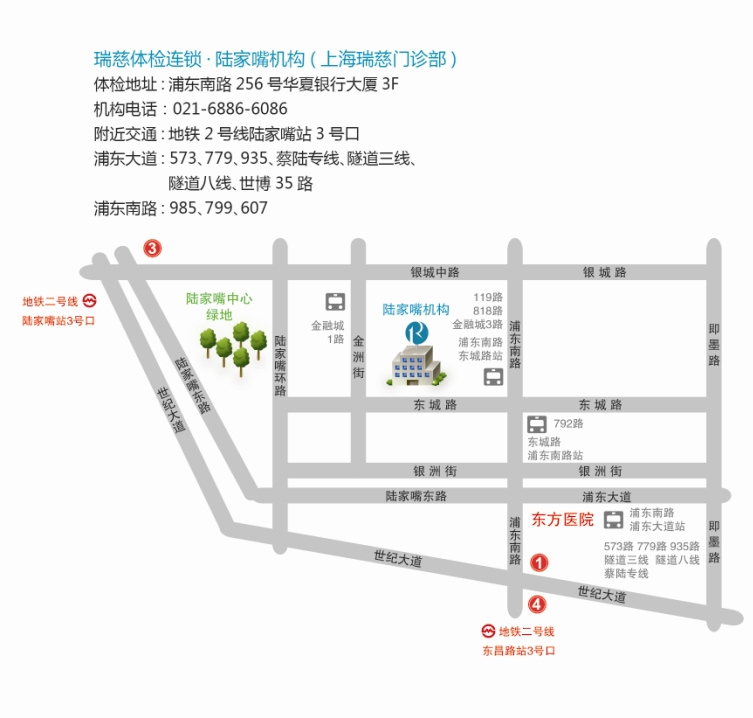 瑞慈体检连锁·陆家嘴机构(上海瑞慈门诊部)
体检地址:浦东南路256号华夏银行大厦3F
机构电话:021-6886-6086
附近交通:地铁2号线陆家嘴站3号口
浦东大道:573、779、935、蔡陆专线、隧道三线、
隧道八线、世博35路
浦东南路:985、799、607
3
银城中路
银城路
地铁二号线
陆家嘴站3号口
陆家嘴中心
绿地
金融城
1路
陆家嘴机构
119路
818路
金融城3路
浦东南路
东城路站
陆家嘴环路
金洲街
浦东南路
即墨路
陆家嘴东路
世纪大道
东城路
东城路
792路
东城路
浦东南路站
银洲街
银洲街
陆家嘴东路
浦东大道
浦东南路
东方医院
浦东南路
浦东大道站
即墨路
573路 779路 935路
隧道三线 隧道八线
蔡陆专线
世纪大道
1
世纪大道
4
地铁二号线
东昌路站3号口